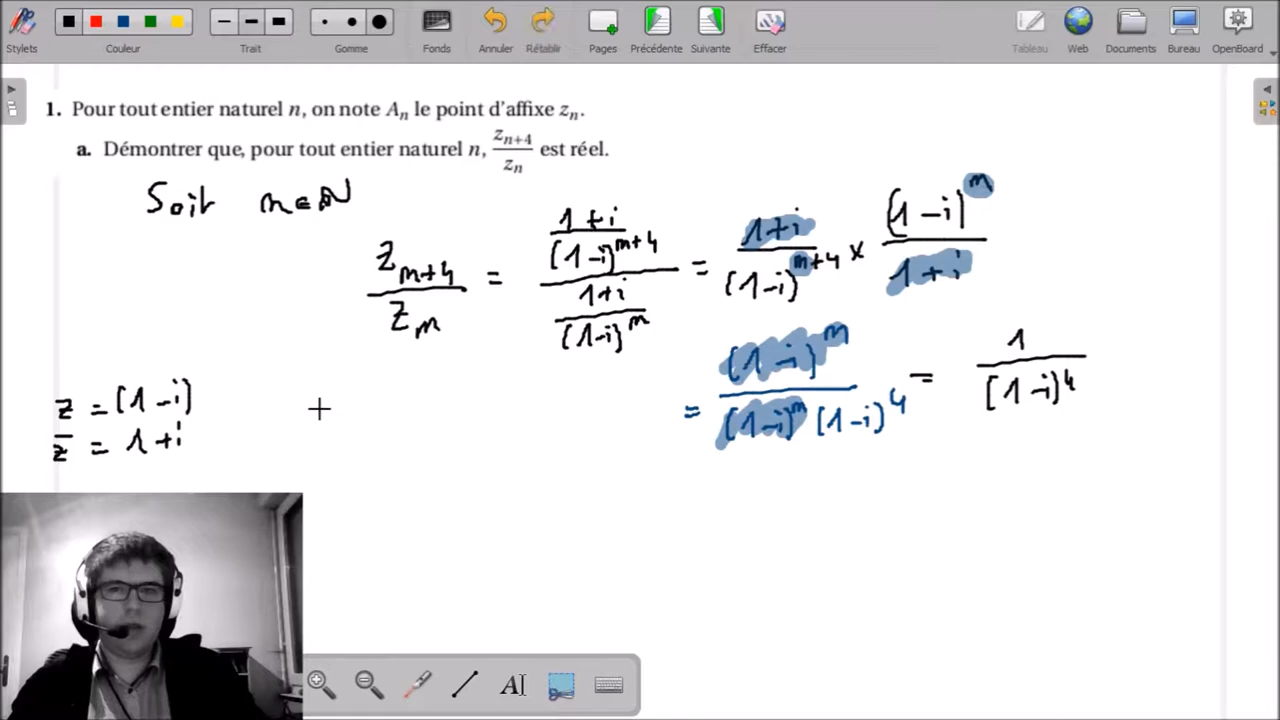 Stylets Couleur Trait Gomme Fonds Annuler Rétablir Pages Précédente Suivante Effacer Tableau Web Documents Bureau OpenBoard
1. Pour tout entier naturel n, on note Aₙ le point d'affixe zₙ.
a. Démontrer que, pour tout entier naturel n, zₙ₊₄/zₙ est réel.
Soit n∈ℕ
zₙ₊₄/zₙ = ((1+i)/(1-i)ⁿ⁺⁴)/((1+i)/(1-i)ⁿ) = (1+i)/(1-i)ⁿ⁺⁴ × (1-i)ⁿ/(1+i)
= (1-i)ⁿ/((1-i)ⁿ(1-i)⁴) = 1/(1-i)⁴
z = (1-i)
z̅ = 1+i
AI